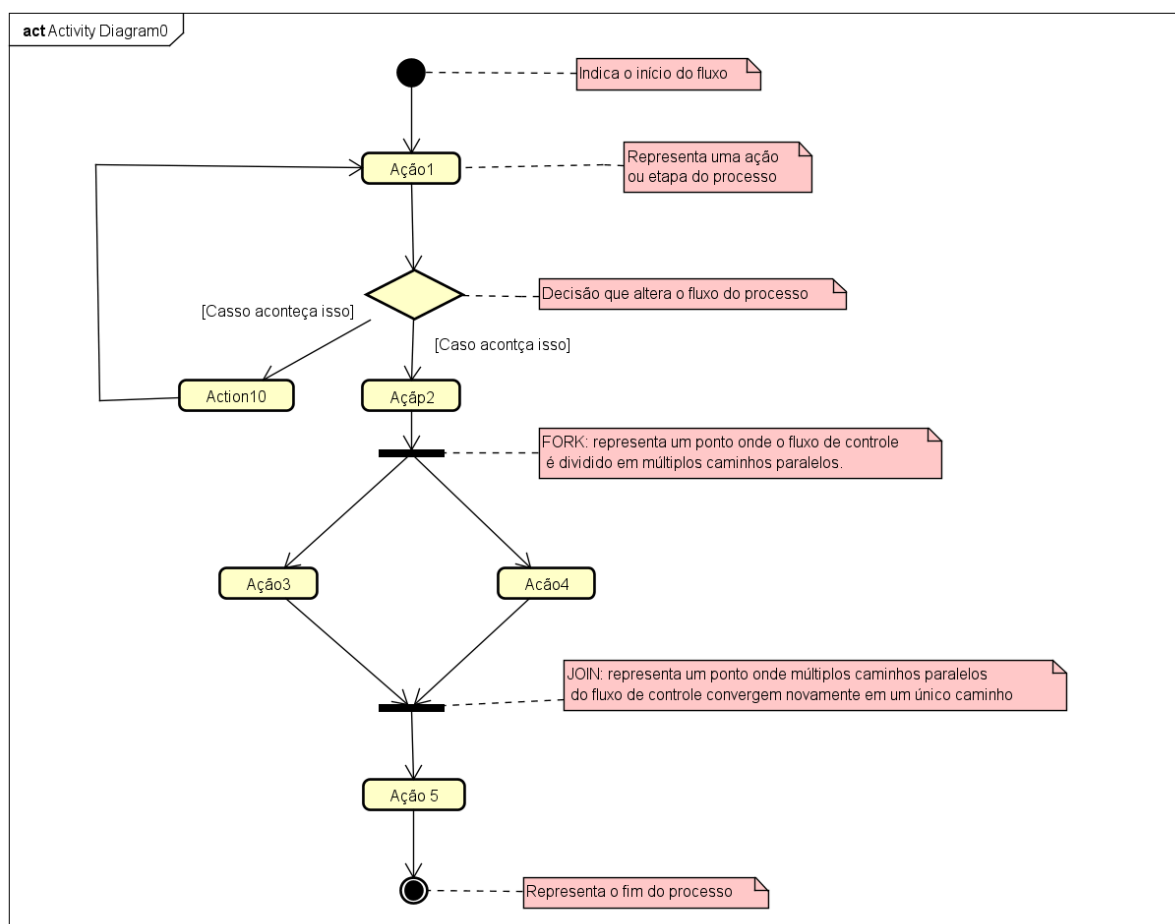 act Activity Diagram0
Indica o início do fluxo
Ação1
Representa uma ação
ou etapa do processo
Decisão que altera o fluxo do processo
[Casso aconteça isso]
[Caso acontça isso]
Action10
Açãp2
FORK: representa um ponto onde o fluxo de controle
é dividido em múltiplos caminhos paralelos.
Ação3
Acão4
JOIN: representa um ponto onde múltiplos caminhos paralelos
do fluxo de controle convergem novamente em um único caminho
Ação 5
Representa o fim do processo